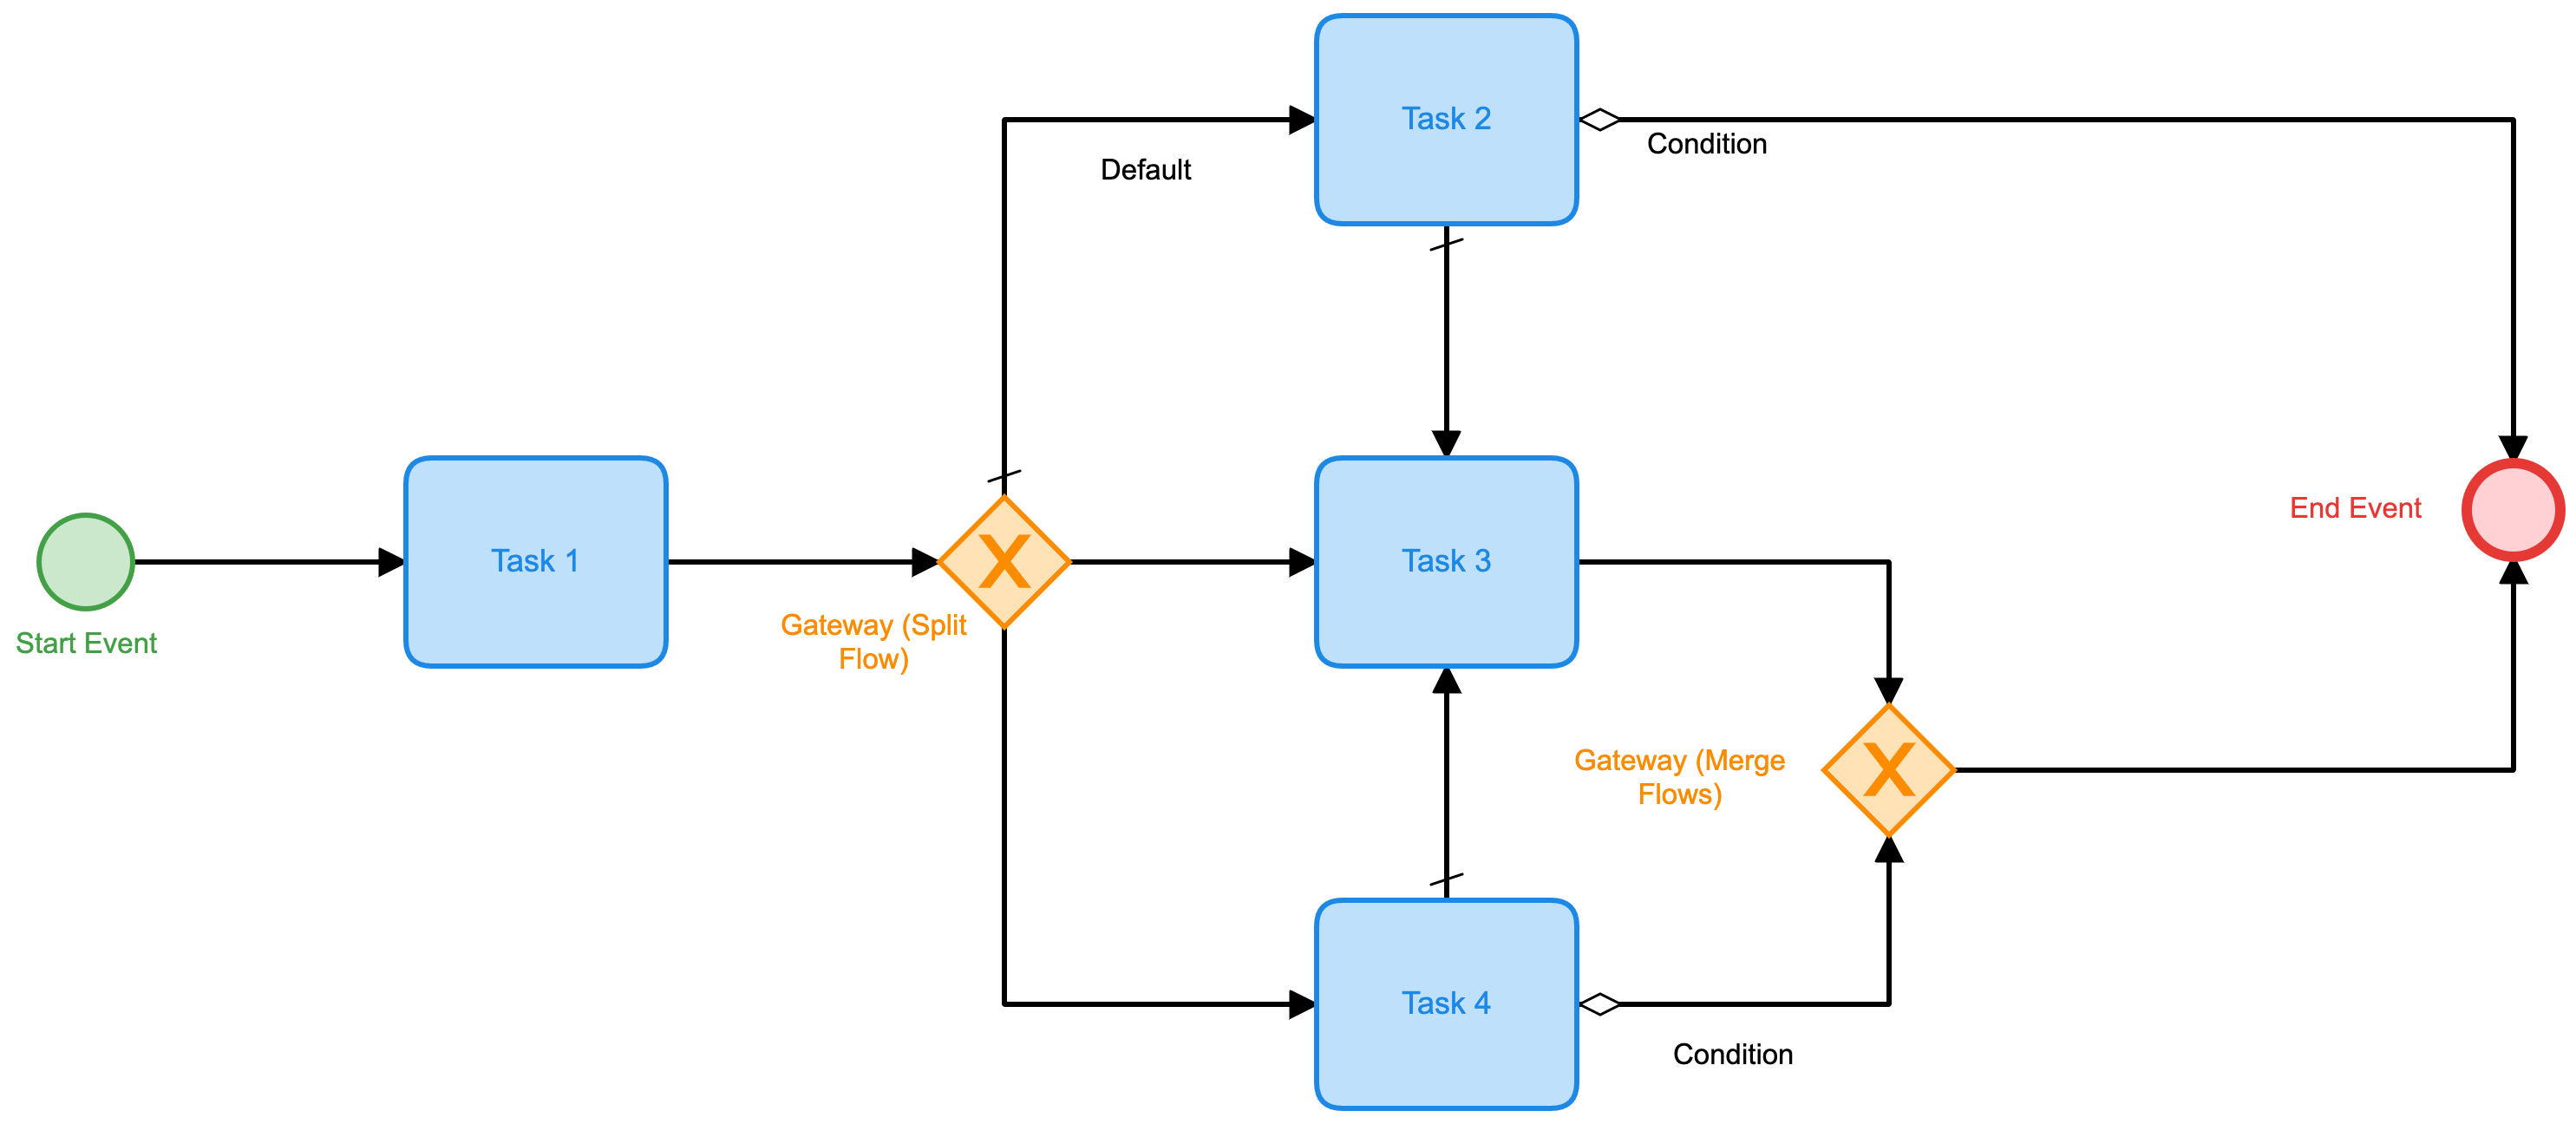 Task 2
Condition
Default
End Event
Task 1
X
Task 3
Gateway (Split
Flow)
Start Event
Gateway (Merge
Flows)
X
Task 4
Condition